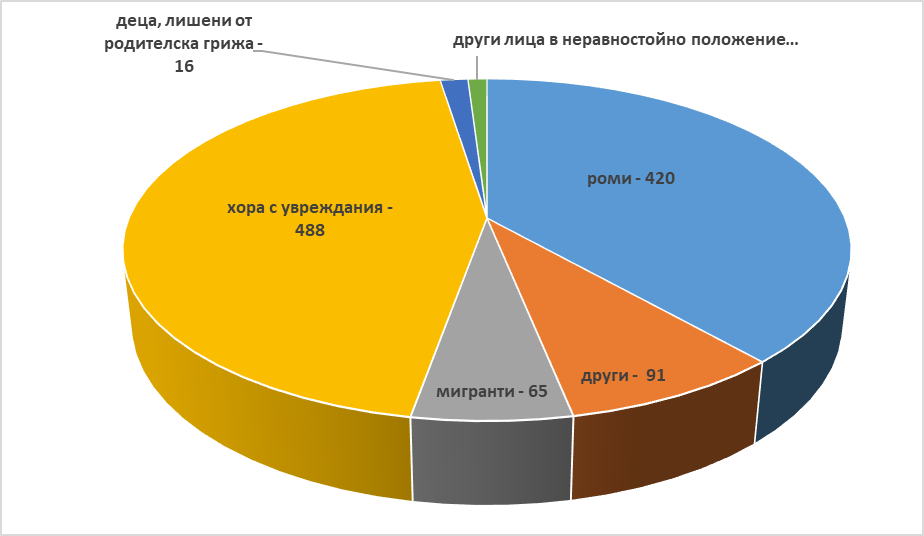 деца, лишени от
родителска грижа -
16
други лица в неравностойно положение...
роми - 420
хора с увреждания -
488
други -  91
мигранти - 65